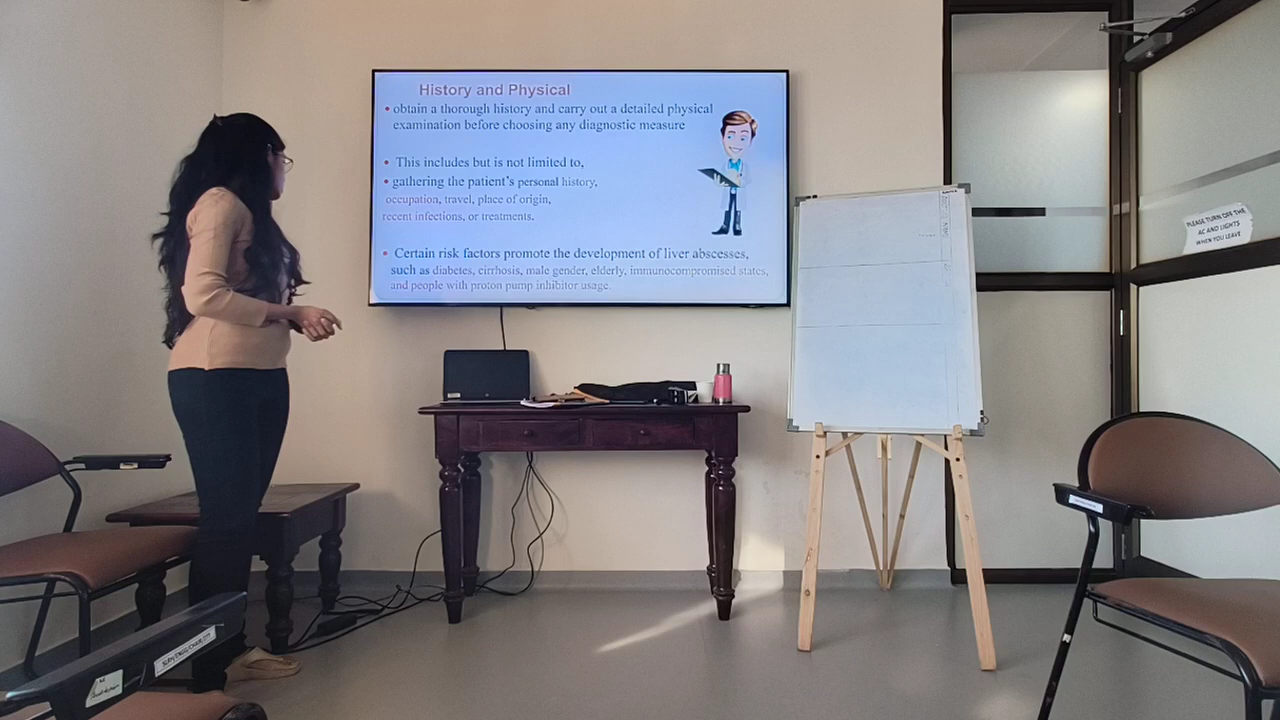 History and Physical
• obtain a thorough history and carry out a detailed physical
examination before choosing any diagnostic measure
• This includes but is not limited to,
• gathering the patient's personal history,
occupation, travel, place of origin,
recent infections, or treatments.
• Certain risk factors promote the development of liver abscesses,
such as diabetes, cirrhosis, male gender, elderly, immunocompromised states,
and people with proton pump inhibitor usage.
PLEASE TURN OFF THE
AC AND LIGHTS
WHEN YOU LEAVE